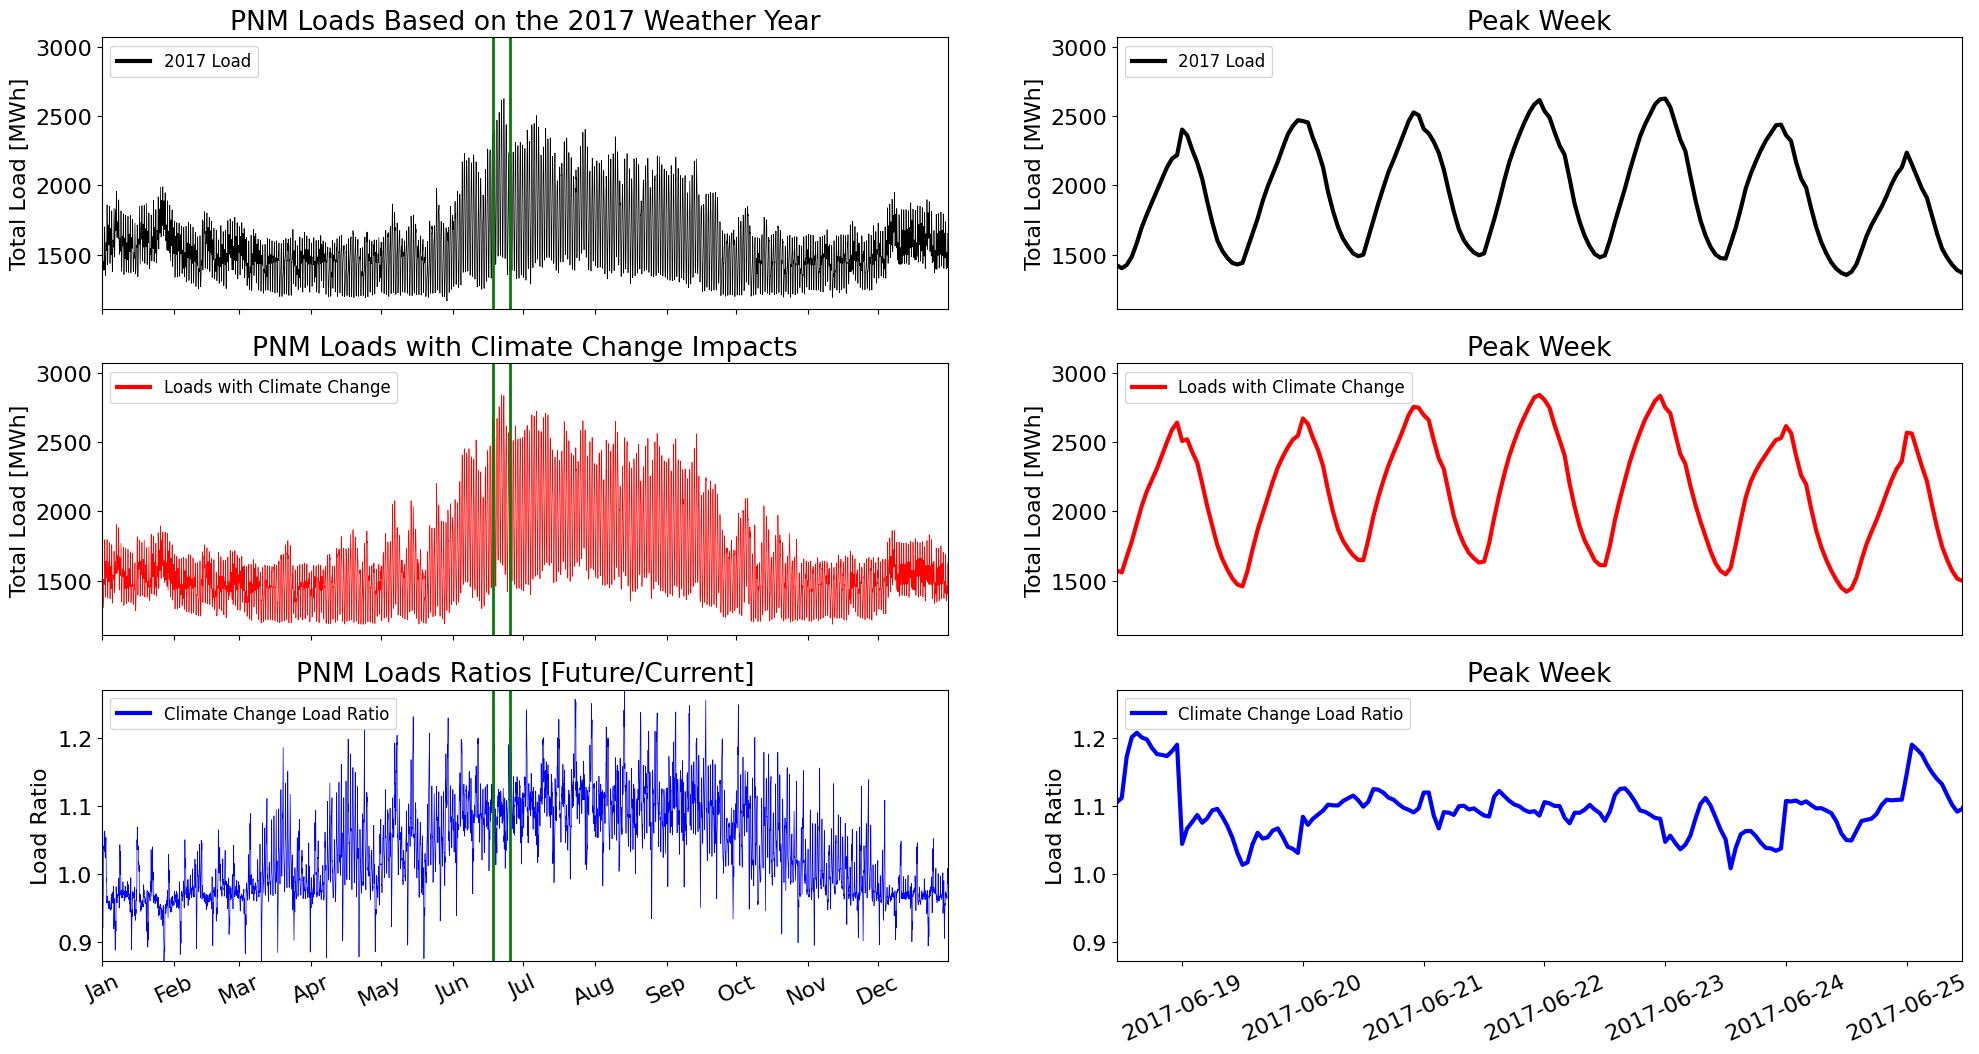 PNM Loads Based on the 2017 Weather Year
Total Load [MWh]
3000
2500
2000
1500
2017 Load
Peak Week
Total Load [MWh]
3000
2500
2000
1500
2017 Load
PNM Loads with Climate Change Impacts
Total Load [MWh]
3000
2500
2000
1500
Loads with Climate Change
Peak Week
Total Load [MWh]
3000
2500
2000
1500
Loads with Climate Change
PNM Loads Ratios [Future/Current]
Load Ratio
1.2
1.1
1.0
0.9
Climate Change Load Ratio
Jan Feb Mar Apr May Jun Jul Aug Sep Oct Nov Dec
Peak Week
Load Ratio
1.2
1.1
1.0
0.9
Climate Change Load Ratio
2017-06-19 2017-06-20 2017-06-21 2017-06-22 2017-06-23 2017-06-24 2017-06-25